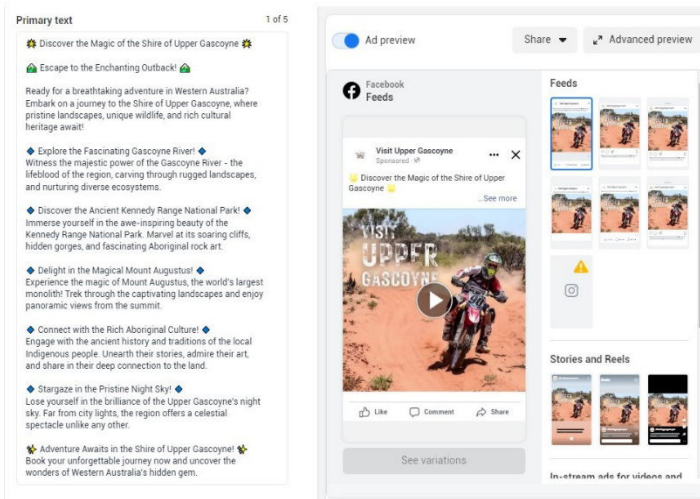 Primary text
1 of 5
Discover the Magic of the Shire of Upper Gascoyne
Escape to the Enchanting Outback!
Ready for a breathtaking adventure in Western Australia?
Embark on a journey to the Shire of Upper Gascoyne, where
pristine landscapes, unique wildlife, and rich cultural
heritage await!
Explore the Fascinating Gascoyne River!
Witness the majestic power of the Gascoyne River – the
lifeblood of the region, carving through rugged landscapes,
and nurturing diverse ecosystems.
Discover the Ancient Kennedy Range National Park!
Immerse yourself in the awe-inspiring beauty of the
Kennedy Range National Park. Marvel at its soaring cliffs,
hidden gorges, and fascinating Aboriginal rock art.
Delight in the Magical Mount Augustus!
Experience the magic of Mount Augustus, the world's largest
monolith! Trek through the captivating landscapes and enjoy
panoramic views from the summit.
Connect with the Rich Aboriginal Culture!
Engage with the ancient history and traditions of the local
Indigenous people. Unearth their stories, admire their art,
and share in their deep connection to the land.
Stargaze in the Pristine Night Sky!
Lose yourself in the brilliance of the Upper Gascoyne's night
sky. Far from city lights, the region offers a celestial
spectacle unlike any other.
Adventure Awaits in the Shire of Upper Gascoyne!
Book your unforgettable journey now and uncover the
wonders of Western Australia's hidden gem.
Ad preview
Share
Advanced preview
Facebook
Feeds
Visit Upper Gascoyne
Sponsored
Discover the Magic of the Shire of Upper
Gascoyne
...See more
VISIT
UPPER
GASCOYNE
Like
Comment
Share
See variations
Feeds
Stories and Reels
In-stream ads for videos and